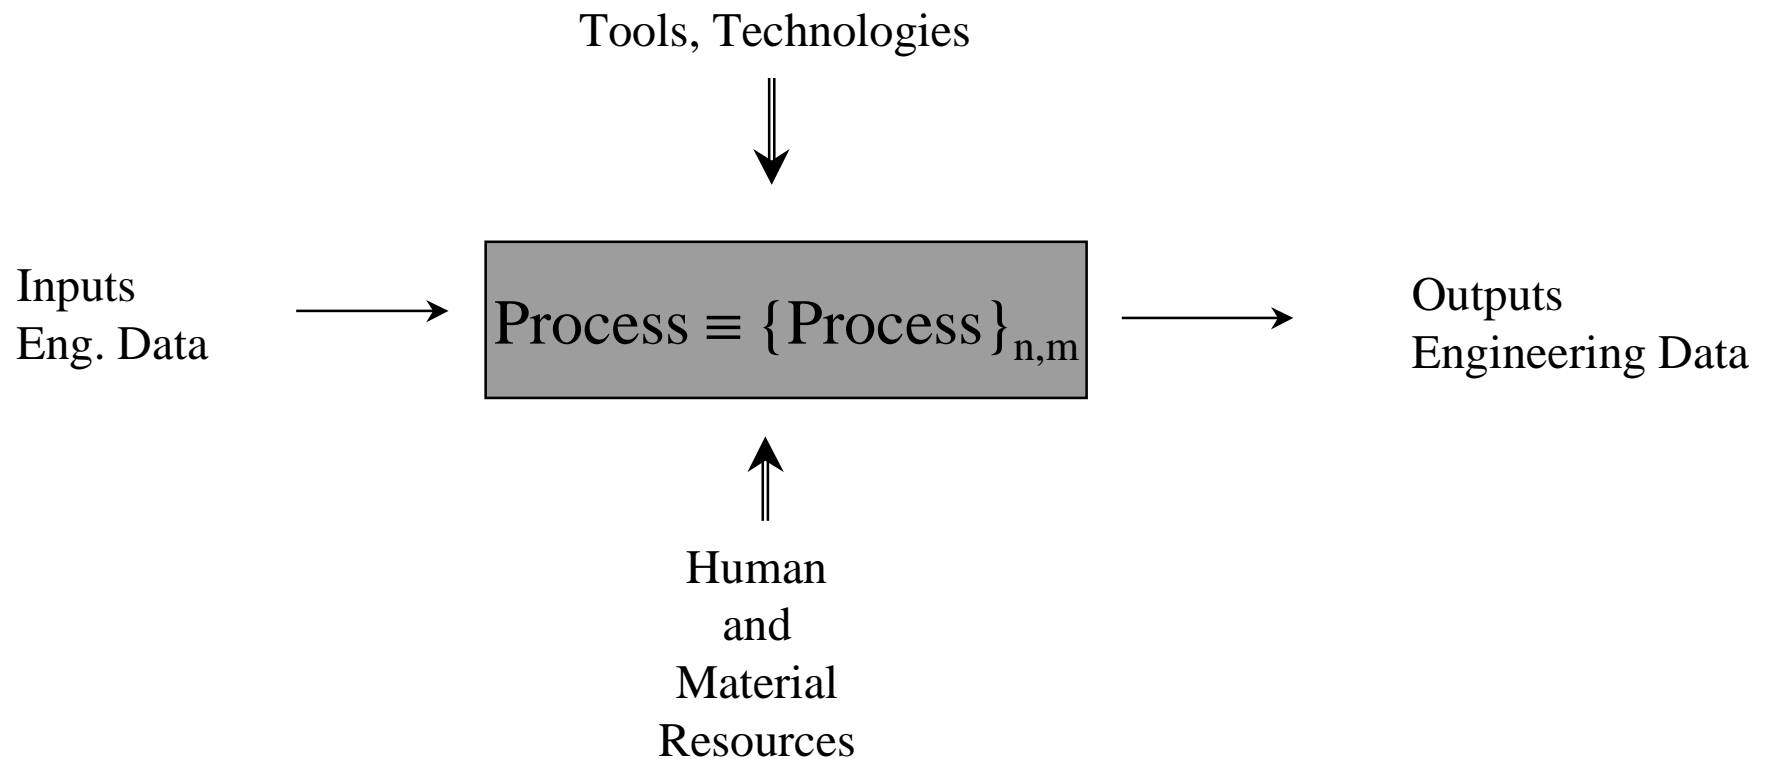 Tools, Technologies
Inputs
Eng. Data
Process ≡ {Process}n,m
Outputs
Engineering Data
Human
and
Material
Resources